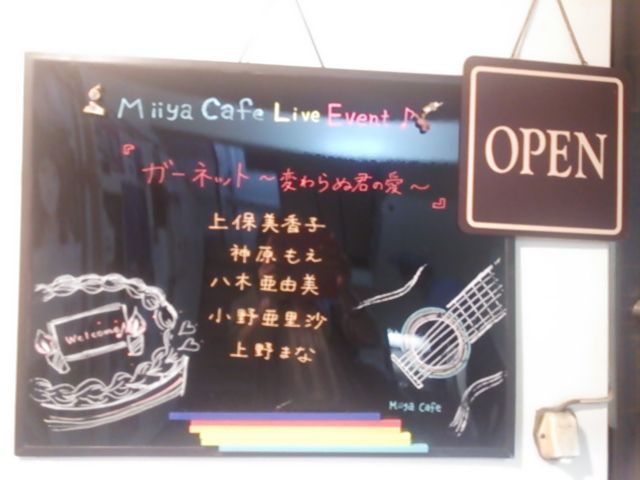 Miiya Cafe Live Event ♪
OPEN
『
ガーネット～変わらぬ君の愛～
』
上保美香子
神原もえ
八木亜由美
小野亜里沙
上野まな
Welcome!
Miiya Cafe